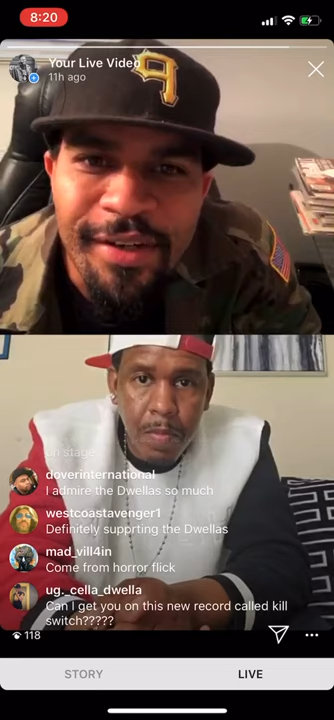 8:20
Your Live Video
11h ago
P
on stage
doverinternational
I admire the Dwellas so much
westcoastavenger1
Definitely supprting the Dwellas
mad_vill4in
Come from horror flick
ug._cella_dwella
Can I get you on this new record called kill
switch?????
118
STORY
LIVE